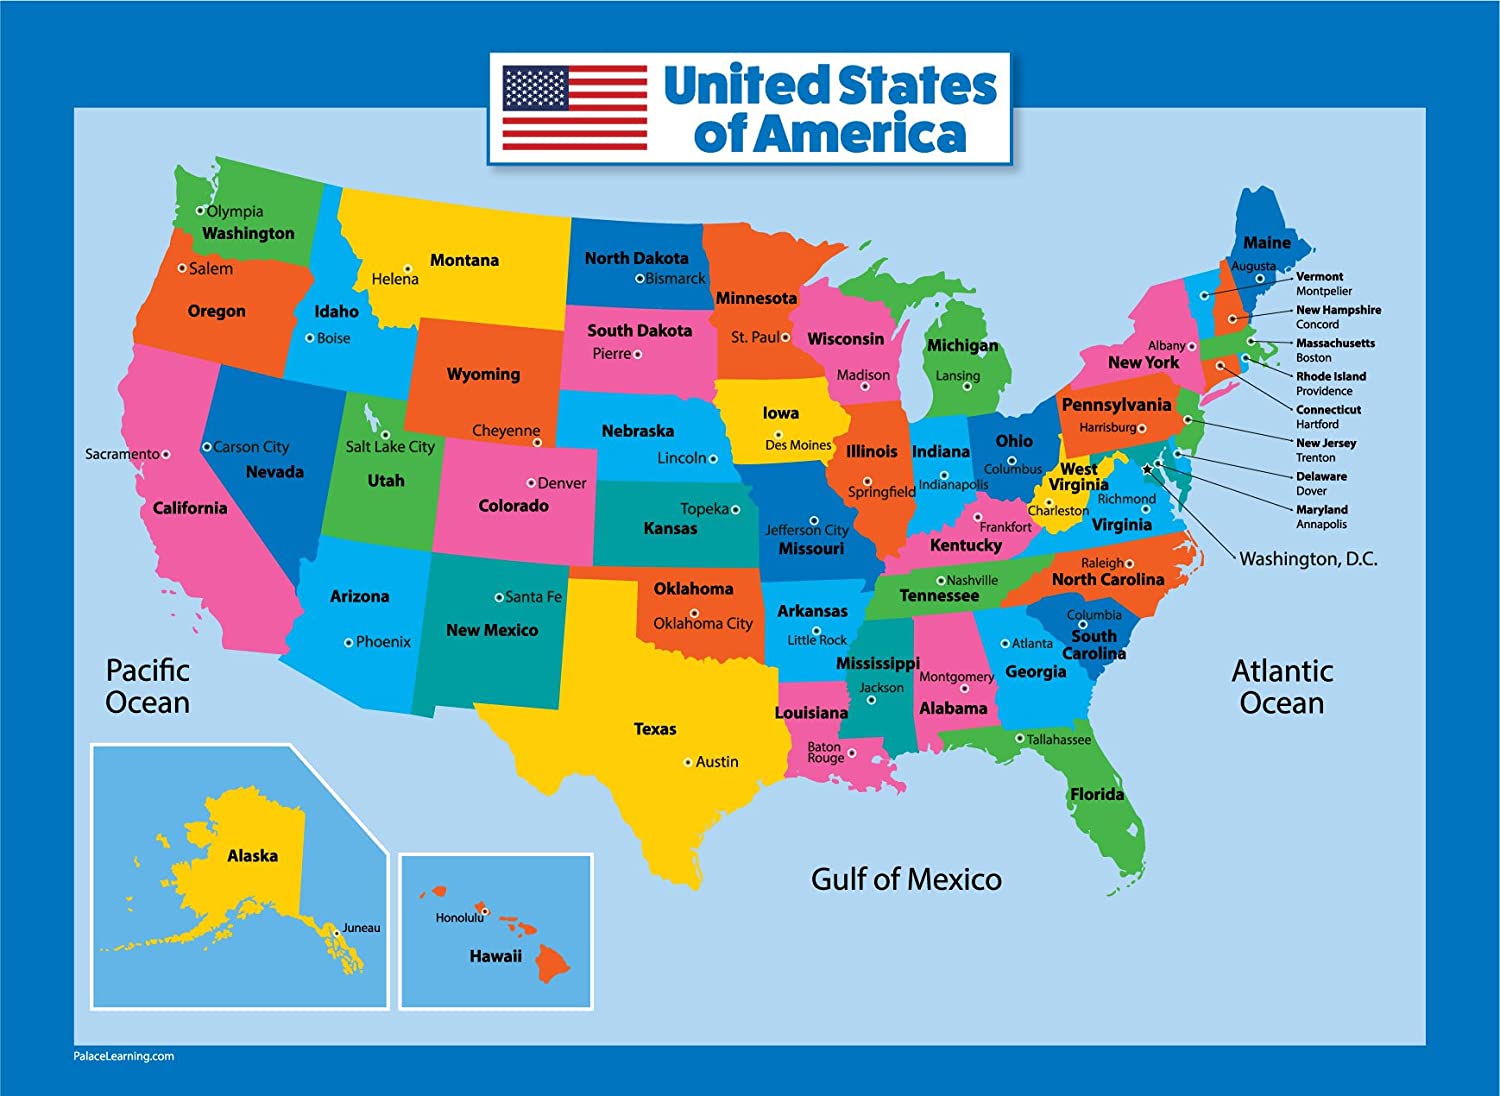 United States
of America
Olympia
Washington
Salem
Oregon
Idaho
Boise
Montana
Helena
North Dakota
Bismarck
South Dakota
Pierre
Minnesota
St. Paul
Wisconsin
Madison
Michigan
Lansing
Maine
Augusta
Vermont
Montpelier
New Hampshire
Concord
Massachusetts
Boston
Rhode Island
Providence
Connecticut
Hartford
New Jersey
Trenton
Delaware
Dover
Maryland
Annapolis
Washington, D.C.
Albany
New York
Pennsylvania
Harrisburg
Wyoming
Cheyenne
Nebraska
Lincoln
Iowa
Des Moines
Illinois
Springfield
Indiana
Indianapolis
Ohio
Columbus
West
Virginia
Charleston
Richmond
Virginia
Sacramento
California
Carson City
Nevada
Salt Lake City
Utah
Denver
Colorado
Topeka
Kansas
Jefferson City
Missouri
Frankfort
Kentucky
Raleigh
North Carolina
Nashville
Tennessee
Columbia
South
Carolina
Arizona
Phoenix
Santa Fe
New Mexico
Oklahoma
Oklahoma City
Arkansas
Little Rock
Mississippi
Jackson
Montgomery
Alabama
Atlanta
Georgia
Texas
Austin
Louisiana
Baton
Rouge
Tallahassee
Florida
Pacific
Ocean
Atlantic
Ocean
Gulf of Mexico
Alaska
Juneau
Honolulu
Hawaii
PalaceLearning.com